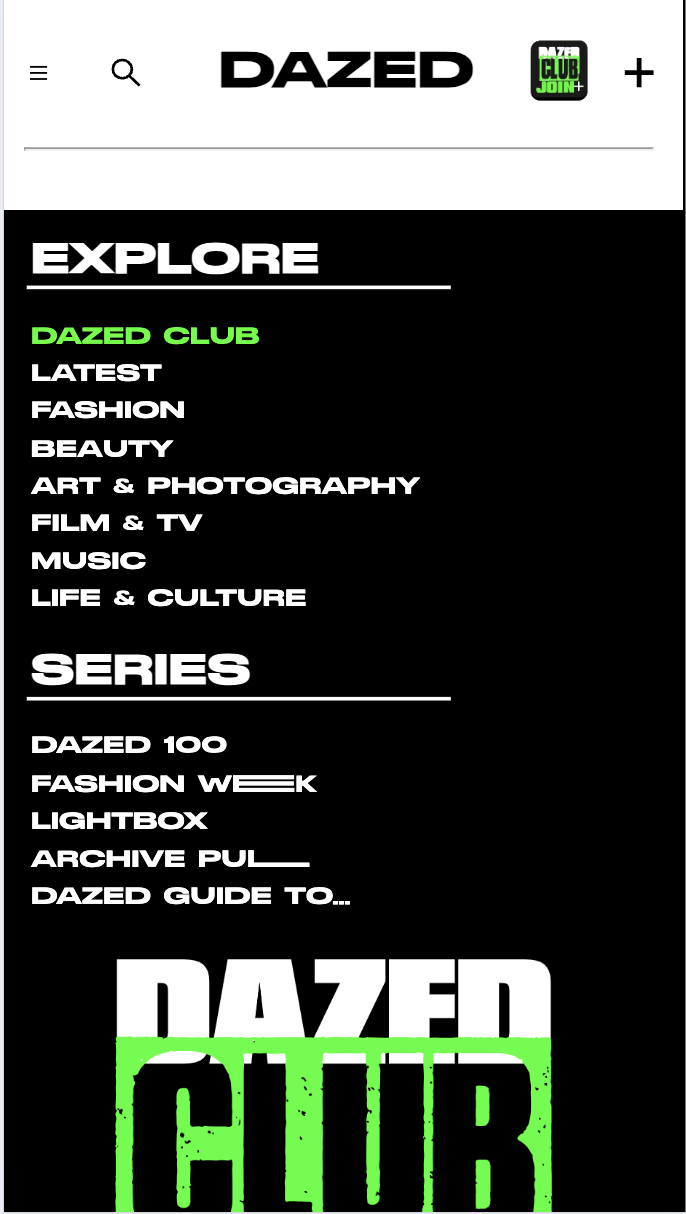 DAZED
DAZED
CLUB
JOIN+
EXPLORE
DAZED CLUB
LATEST
FASHION
BEAUTY
ART & PHOTOGRAPHY
FILM & TV
MUSIC
LIFE & CULTURE
SERIES
DAZED 100
FASHION WEEK
LIGHTBOX
ARCHIVE PULL
DAZED GUIDE TO...
DAZED
CLUB